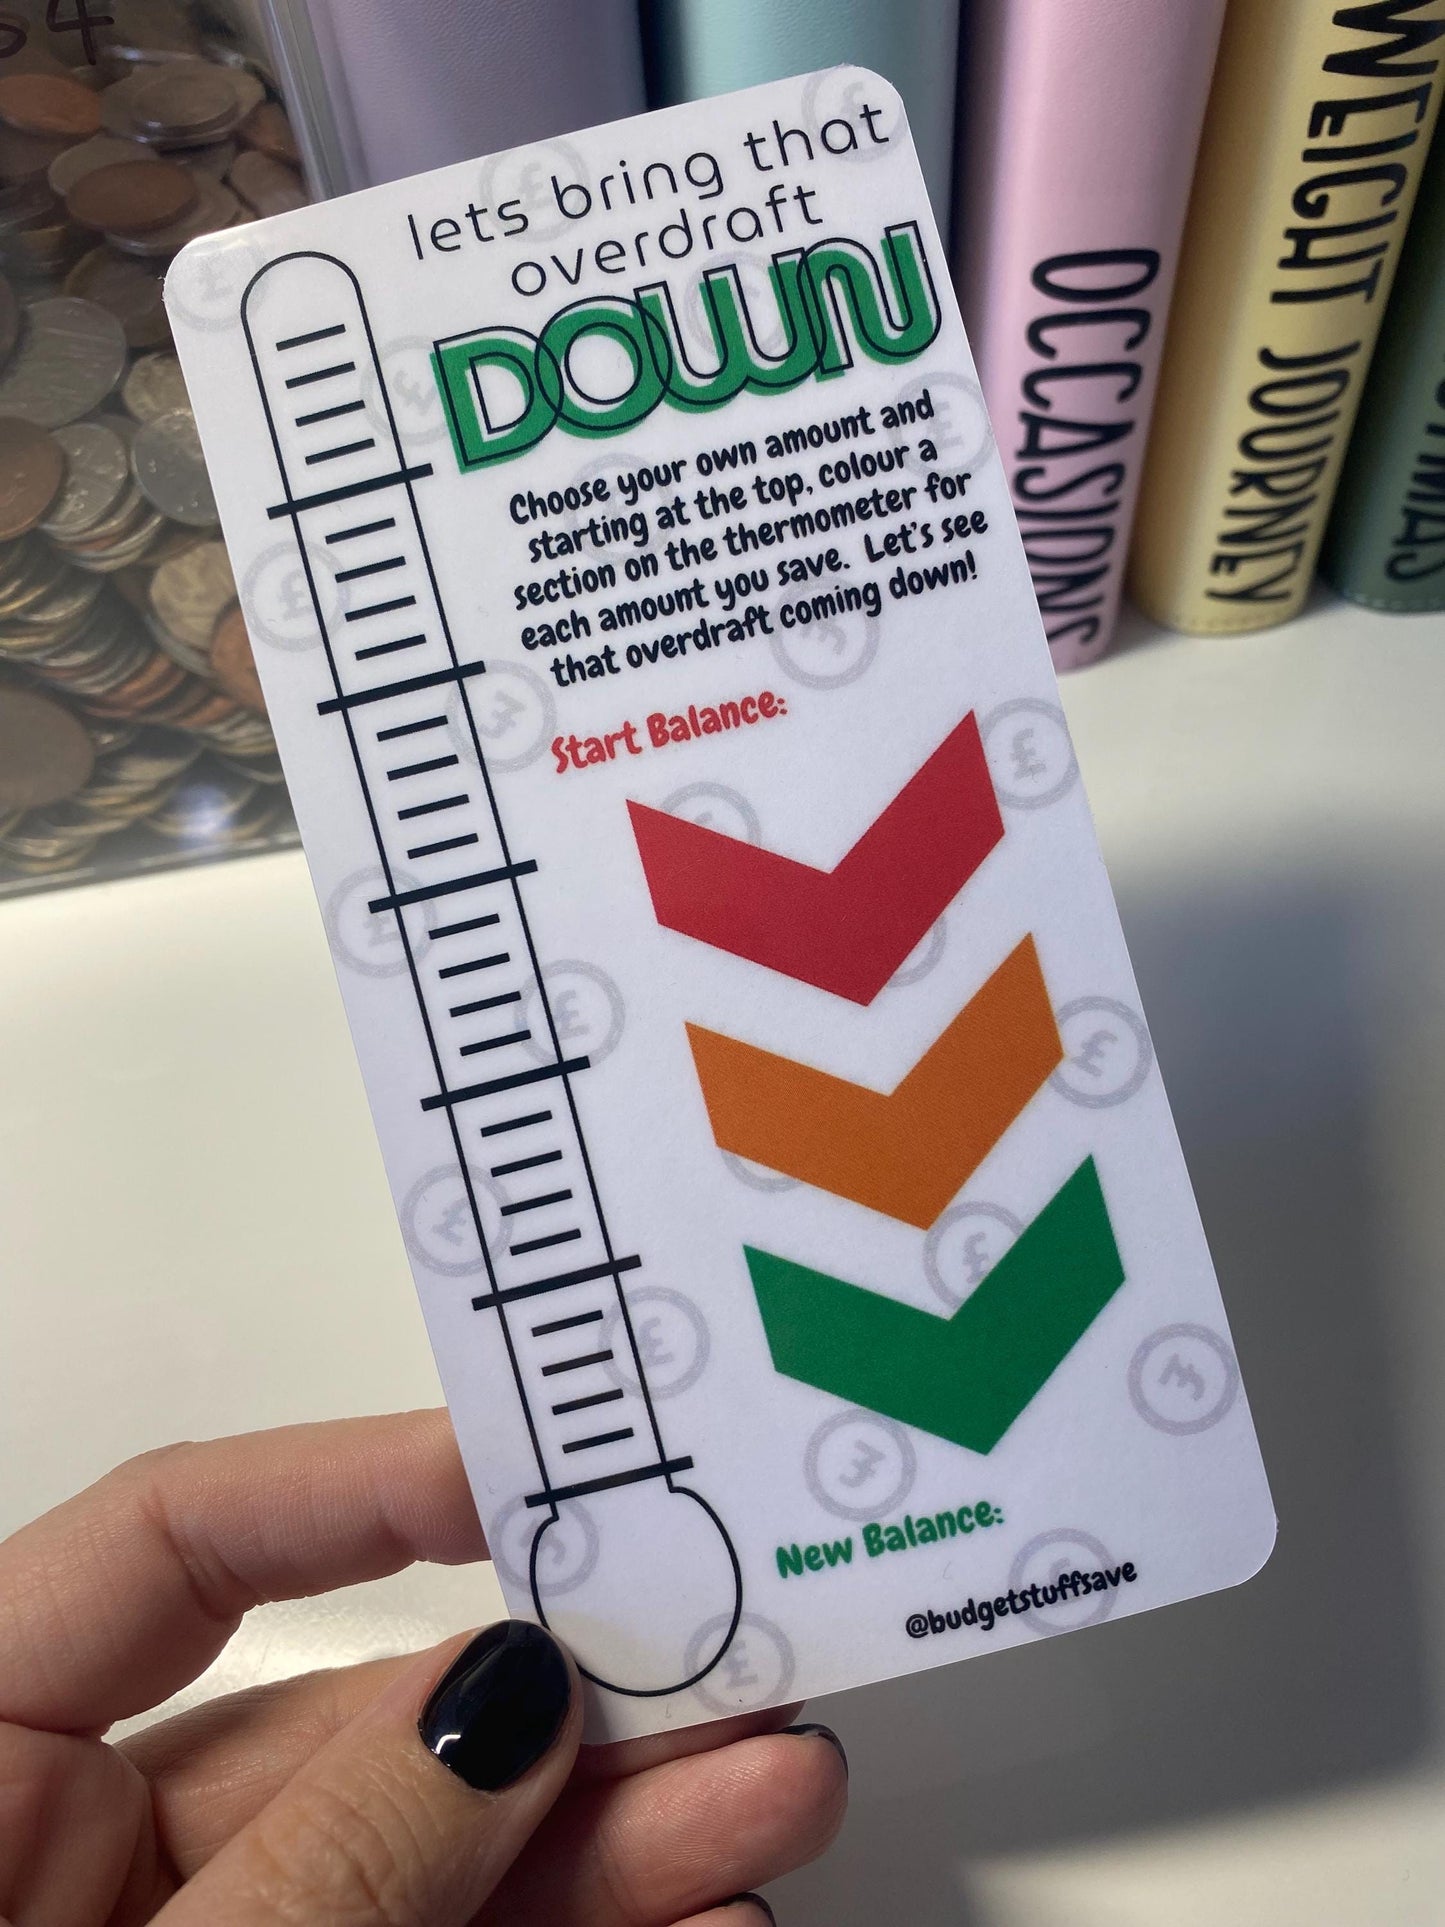 lets bring that
overdraft
DOWN
Choose your own amount and
starting at the top, colour a
section on the thermometer for
each amount you save. Let's see
that overdraft coming down!
Start Balance:
New Balance:
@budgetstuffsave
OCCASIONS
WEIGHT JOURNEY